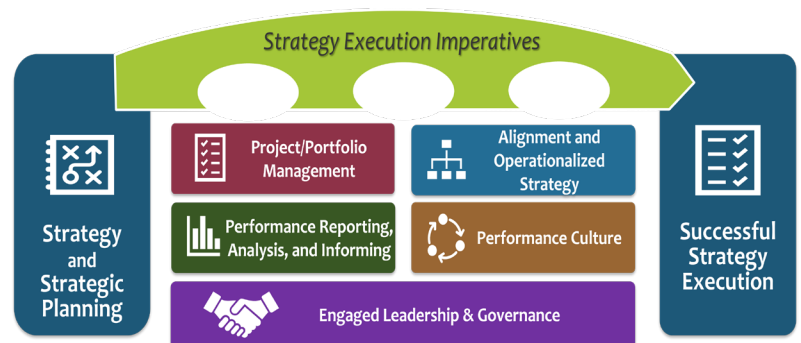 Strategy Execution Imperatives
Strategy
and
Strategic
Planning
Project/Portfolio
Management
Alignment and
Operationalized
Strategy
Performance Reporting,
Analysis, and Informing
Performance Culture
Engaged Leadership & Governance
Successful
Strategy
Execution